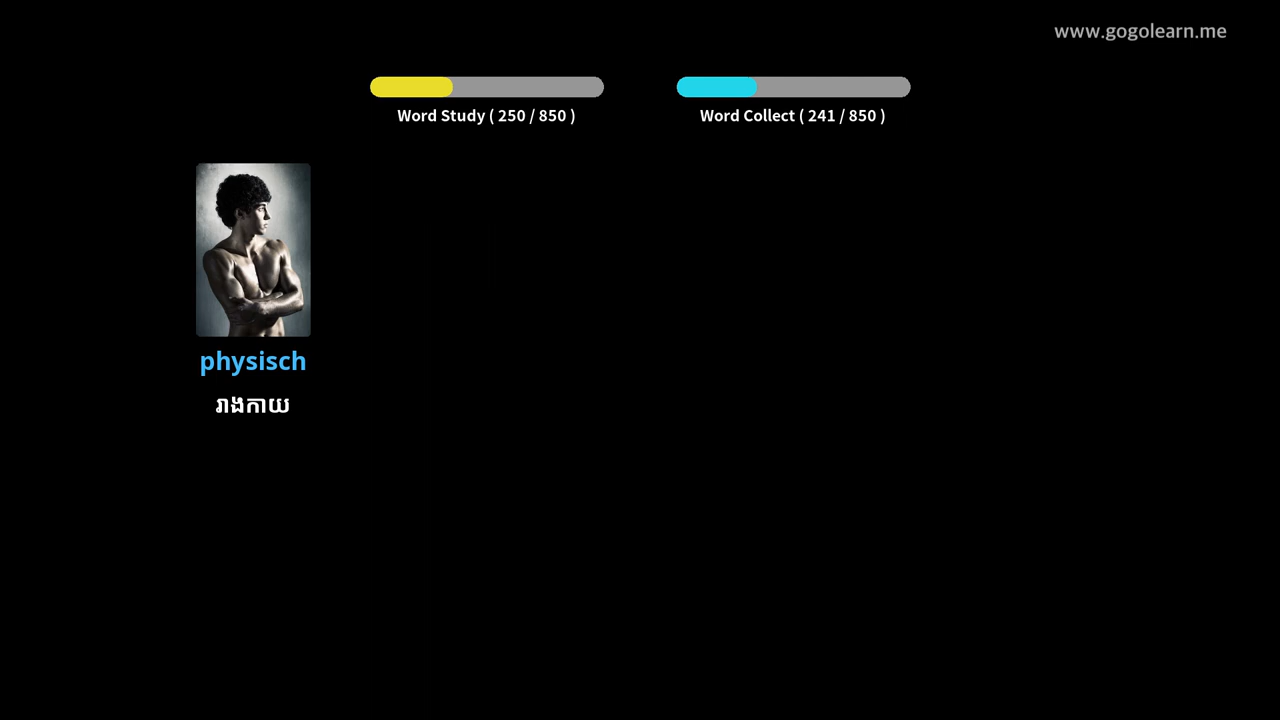 www.gogolearn.me
Word Study ( 250 / 850 )
Word Collect ( 241 / 850 )
physisch
រាងកាយ